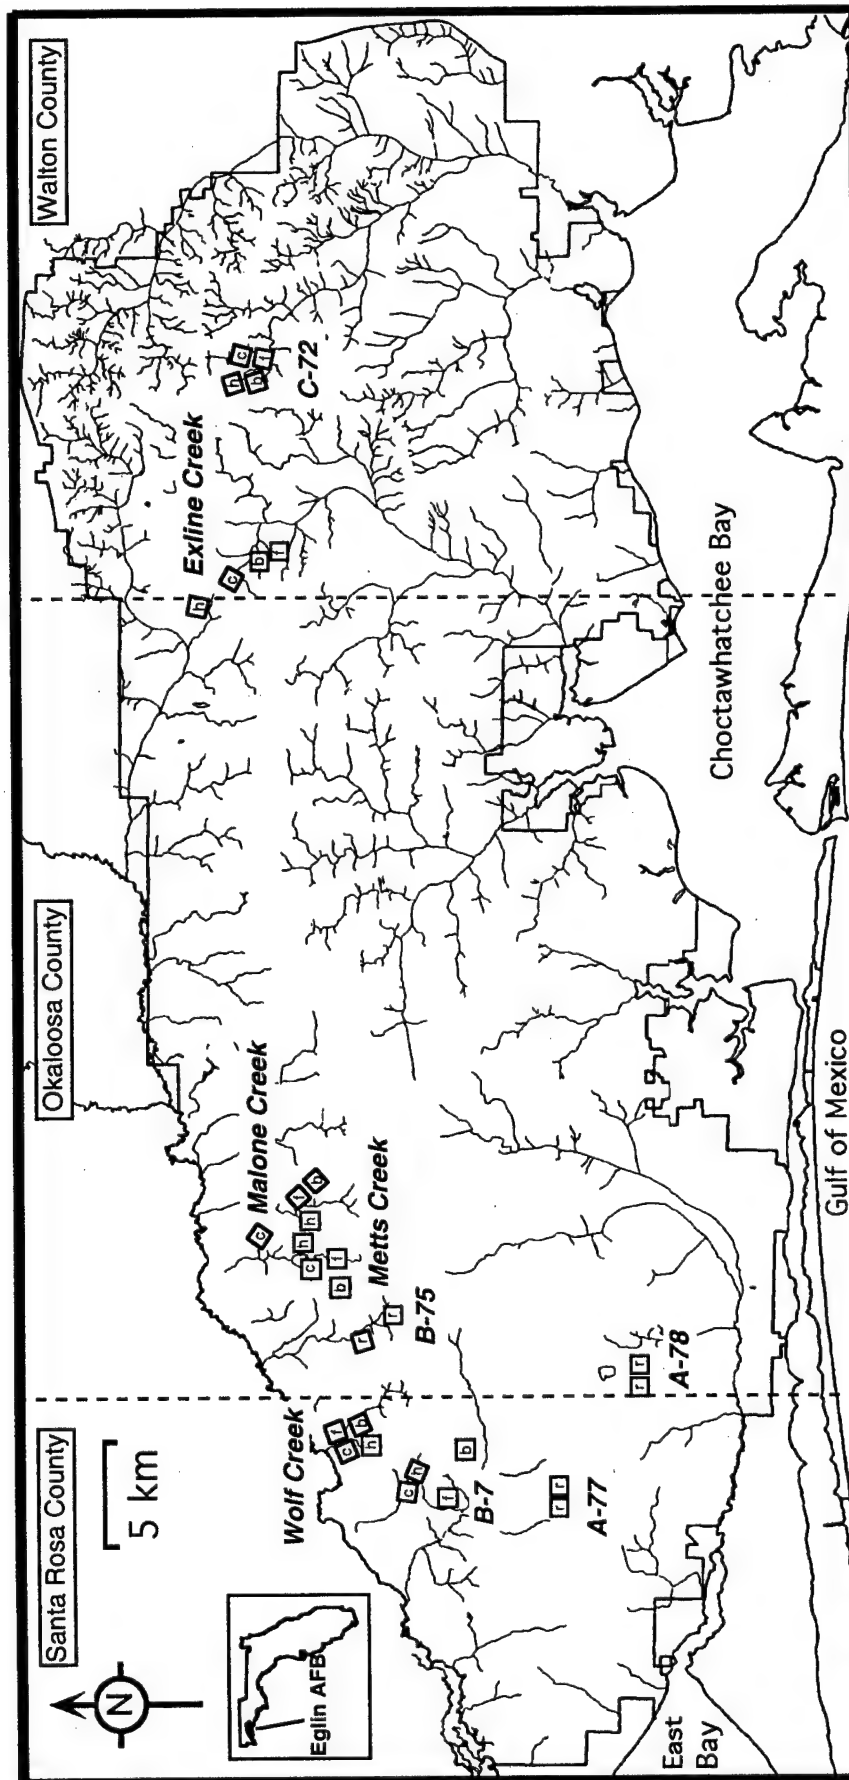 Santa Rosa County
Okaloosa County
Walton County
N
5 km
Eglin AFB
Wolf Creek
f
c
b
h
c
h
f
b
B-7
r r
A-77
r r
A-78
r
r
B-75
Malone Creek
c
f
b
h
h
c
f
b
Metts Creek
Exline Creek
h
c
b
f
h
c
b
f
C-72
East
Bay
Choctawhatchee Bay
Gulf of Mexico